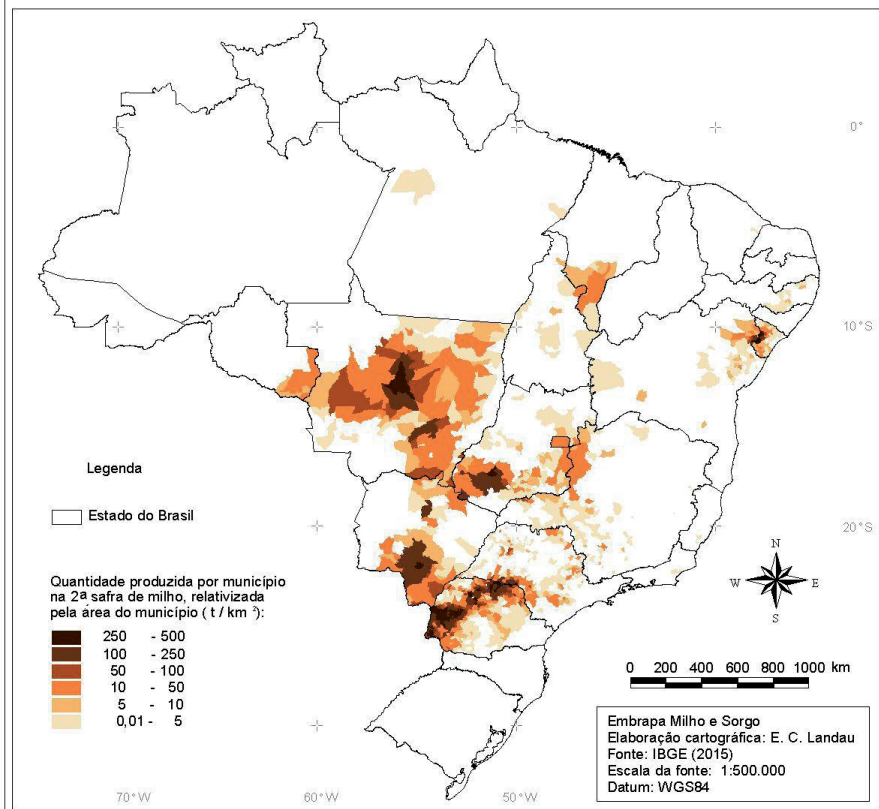 0°
10°S
Legenda
Estado do Brasil
20°S
N
W E
S
Quantidade produzida por município
na 2ª safra de milho, relativizada
pela área do município ( t / km ²):
250 - 500
100 - 250
50 - 100
10 - 50
5 - 10
0,01 - 5
0 200 400 600 800 1000 km
Embrapa Milho e Sorgo
Elaboração cartográfica: E. C. Landau
Fonte: IBGE (2015)
Escala da fonte: 1:500.000
Datum: WGS84
70°W 60°W 50°W